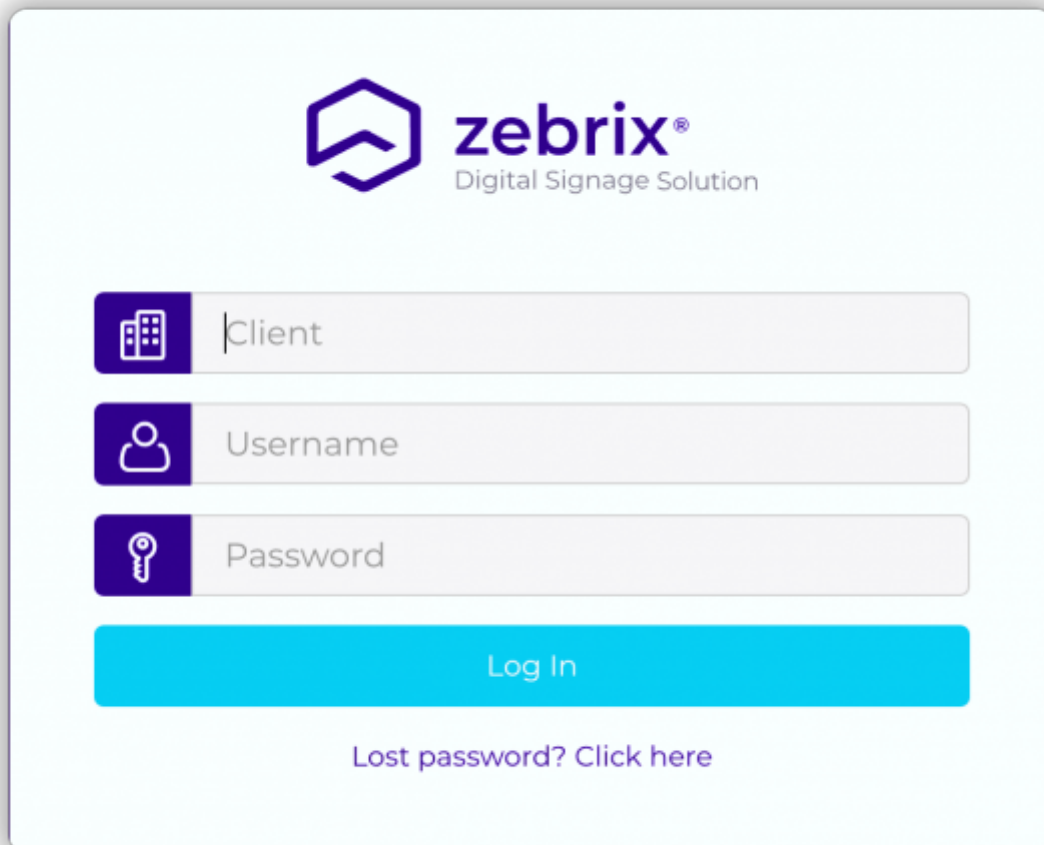 zebrix®
Digital Signage Solution
Client
Username
Password
Log In
Lost password? Click here